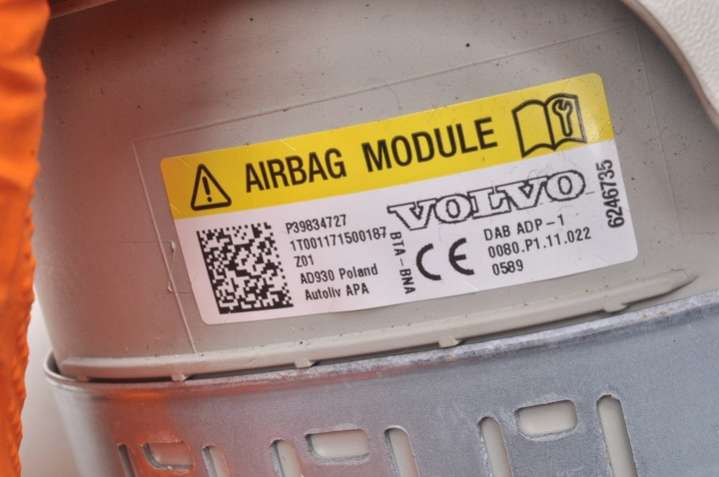 AIRBAG MODULE
P39834727
1T001171500187
Z01
AD930 Poland
Autoliv APA
BTA-BNA
VOLVO
CE
DAB ADP-1
0080.P1.11.022
0589
6246735